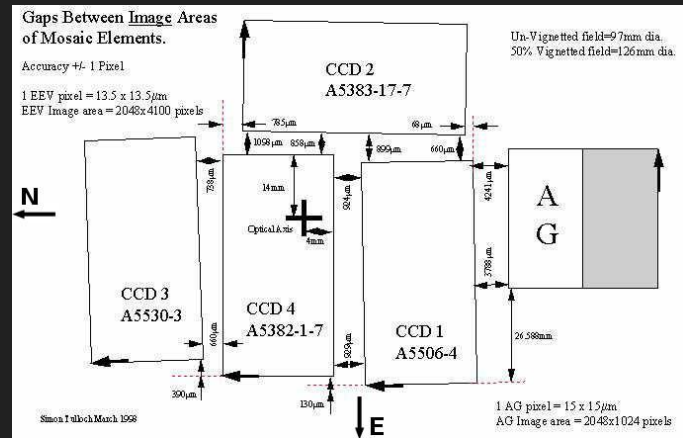 Gaps Between Image Areas
of Mosaic Elements.
Accuracy +/- 1 Pixel
1 EEV pixel = 13.5 x 13.5µm
EEV Image area = 2048x4100 pixels
Un-Vignetted field=97mm dia.
50% Vignetted field=126mm dia.
CCD 2
A5383-17-7
785µm
68µm
1098µm
858µm
899µm
660µm
738µm
14mm
924µm
4241µm
A
G
N
Optical Axis
4mm
3788µm
CCD 3
A5530-3
CCD 4
A5382-1-7
CCD 1
A5506-4
660µm
929µm
26.588mm
390µm
130µm
E
Simon Tulloch March 1998
1 AG pixel = 15 x 15µm
AG Image area = 2048x1024 pixels